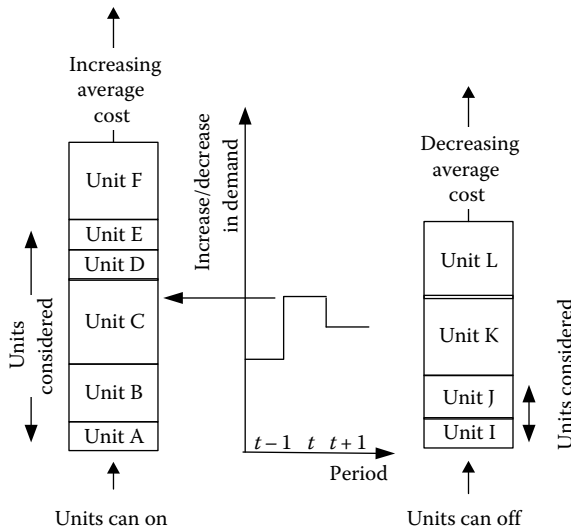 Increasing
average
cost
Unit F
Unit E
Unit D
Unit C
Unit B
Unit A
Units
considered
Units can on
Increase/decrease
in demand
t – 1 t t + 1
Period
Decreasing
average
cost
Unit L
Unit K
Unit J
Unit I
Units considered
Units can off